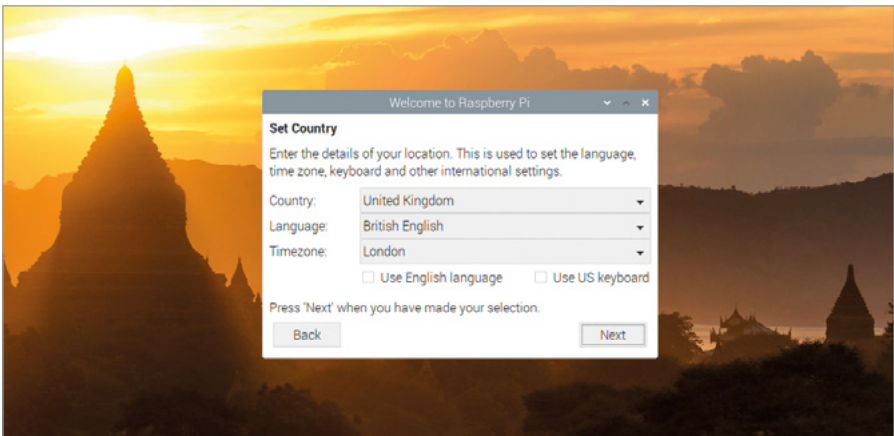 Welcome to Raspberry Pi
Set Country
Enter the details of your location. This is used to set the language,
time zone, keyboard and other international settings.
Country: United Kingdom
Language: British English
Timezone: London
Use English language Use US keyboard
Press 'Next' when you have made your selection.
Back Next